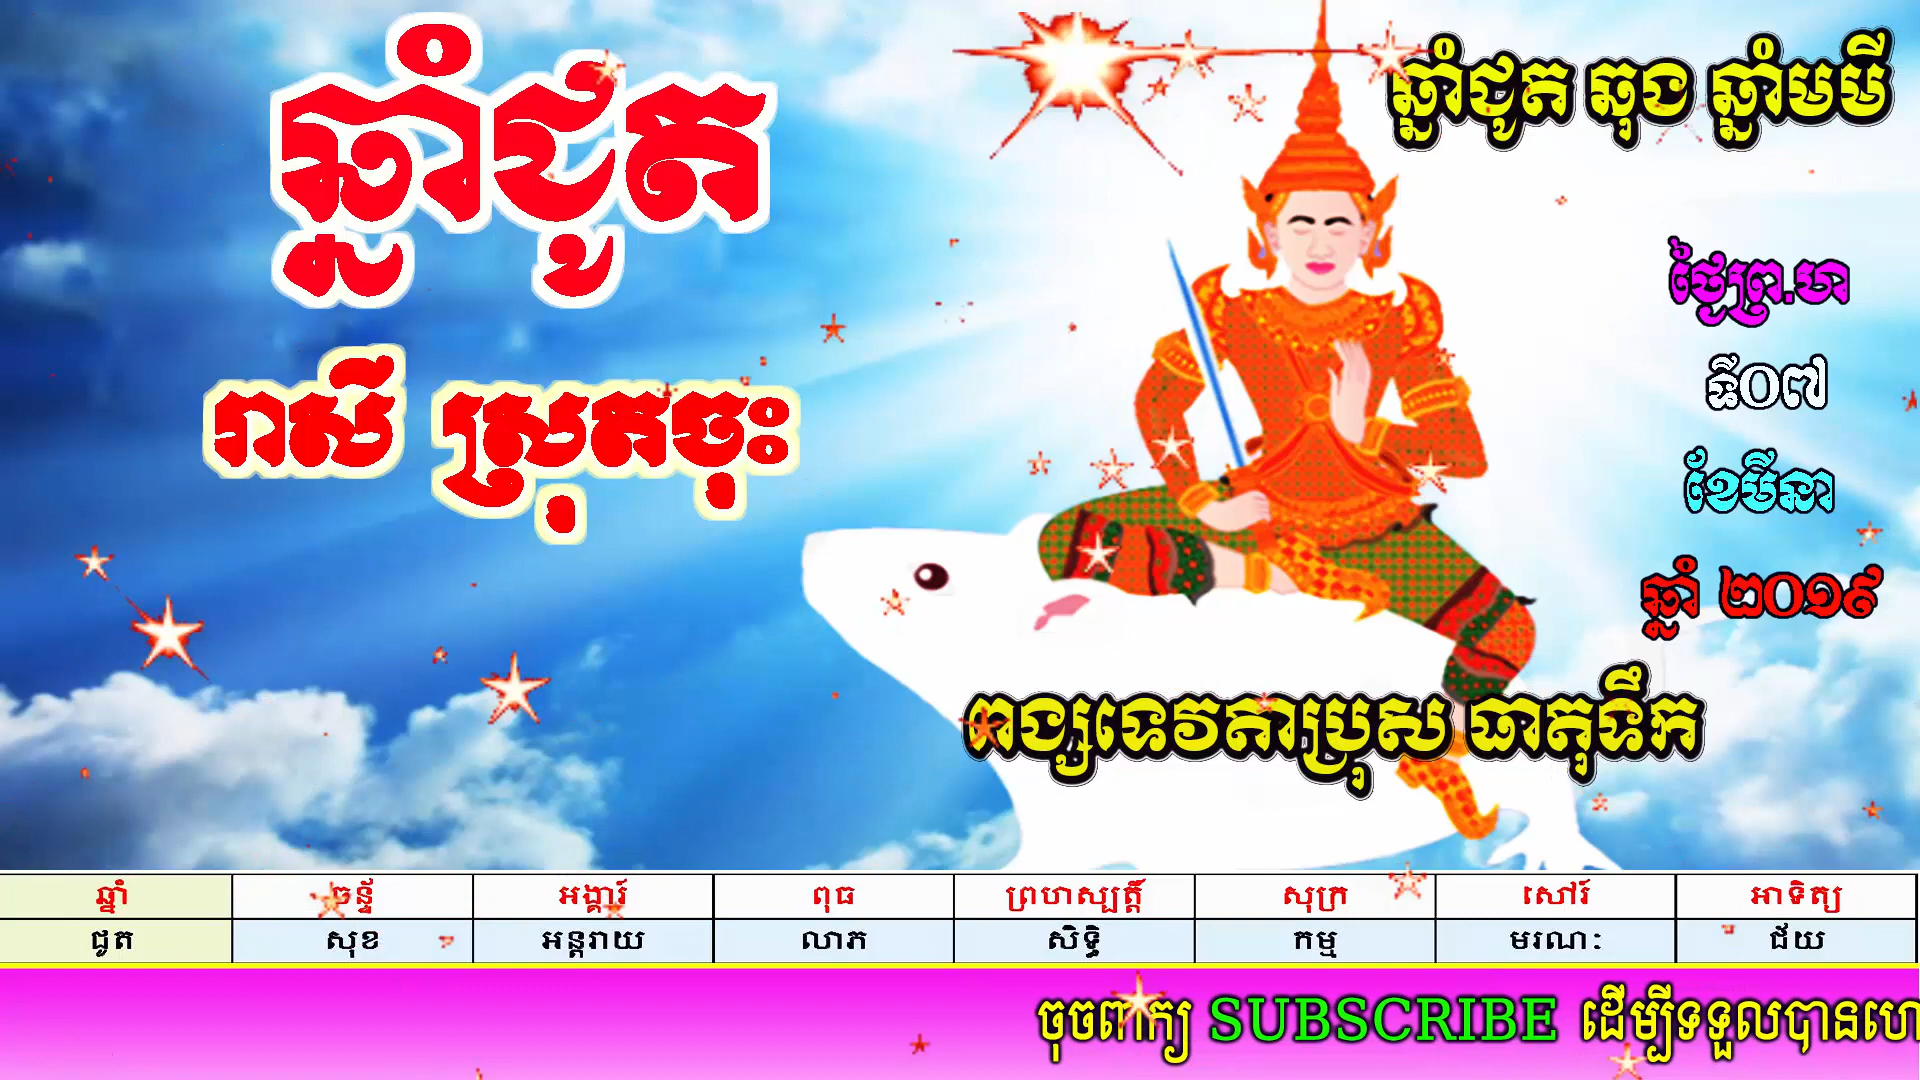 ឆ្នាំជូត
រាសី ស្រុតចុះ
ឆ្នាំជូត ឆុង ឆ្នាំមមី
ថ្ងៃព្រ.ហ
ទី០៧
ខែមីនា
ឆ្នាំ ២០១៩
ពង្សទេវតាប្រុស ធាតុទឹក
ឆ្នាំ ចន្ទ័ អង្គារ៍ ពុធ ព្រហស្បត្តិ៍ សុក្រ សៅរ៍ អាទិត្យ
ជូត សុខ អន្តរាយ លាភ សិទ្ធិ កម្ម មរណៈ ជ័យ
ចុចពាក្យ SUBSCRIBE ដើម្បីទទួលបានហោ